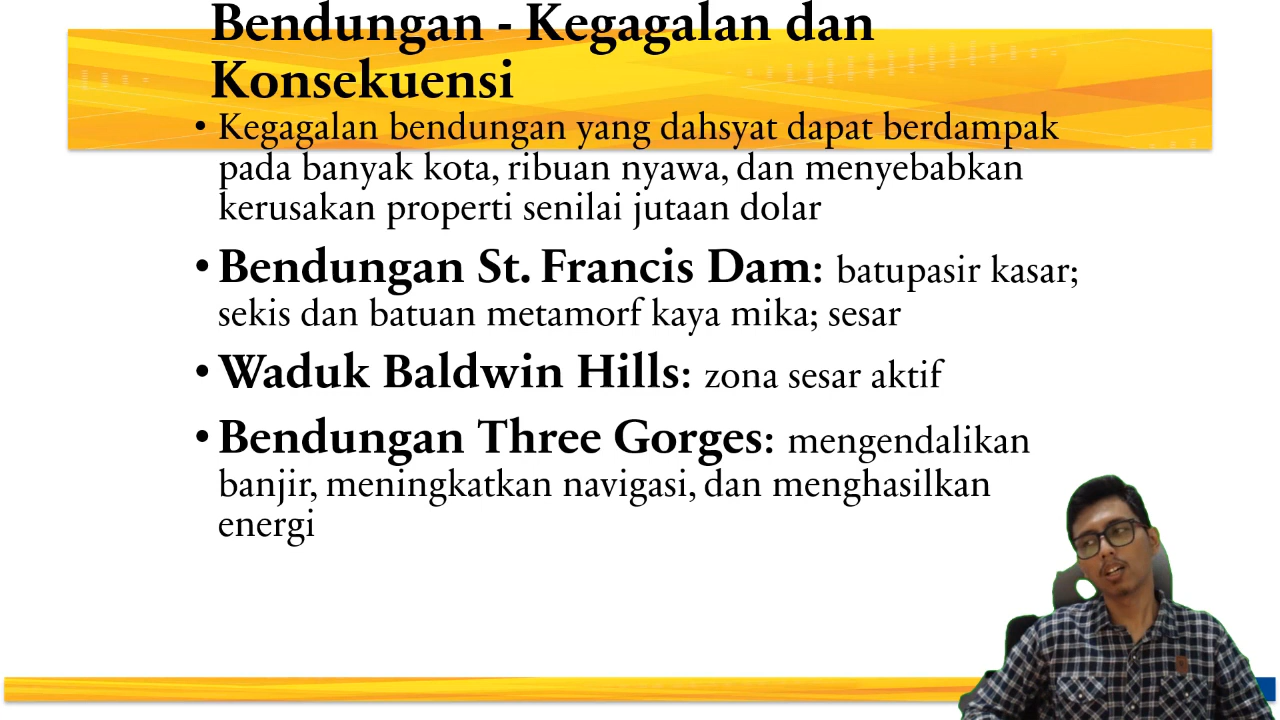 Bendungan - Kegagalan dan
Konsekuensi
• Kegagalan bendungan yang dahsyat dapat berdampak
pada banyak kota, ribuan nyawa, dan menyebabkan
kerusakan properti senilai jutaan dolar
• Bendungan St. Francis Dam: batupasir kasar;
sekis dan batuan metamorf kaya mika; sesar
• Waduk Baldwin Hills: zona sesar aktif
• Bendungan Three Gorges: mengendalikan
banjir, meningkatkan navigasi, dan menghasilkan
energi